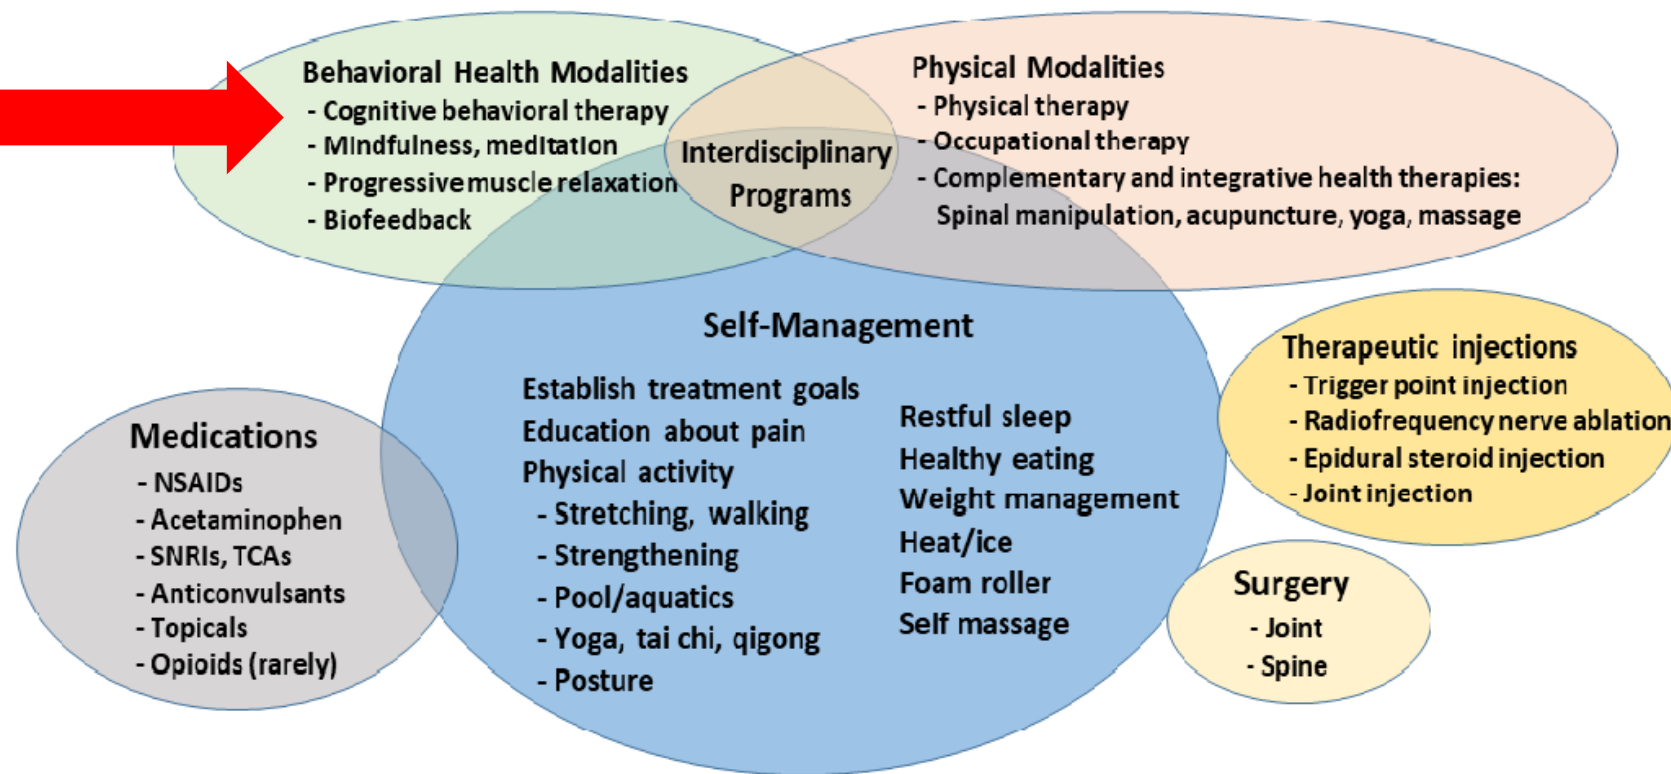 Behavioral Health Modalities
- Cognitive behavioral therapy
- Mindfulness, meditation
- Progressive muscle relaxation
- Biofeedback
Interdisciplinary
Programs
Physical Modalities
- Physical therapy
- Occupational therapy
- Complementary and integrative health therapies:
Spinal manipulation, acupuncture, yoga, massage
Self-Management
Establish treatment goals
Education about pain
Physical activity
- Stretching, walking
- Strengthening
- Pool/aquatics
- Yoga, tai chi, qigong
- Posture
Restful sleep
Healthy eating
Weight management
Heat/ice
Foam roller
Self massage
Medications
- NSAIDs
- Acetaminophen
- SNRIs, TCAs
- Anticonvulsants
- Topicals
- Opioids (rarely)
Therapeutic injections
- Trigger point injection
- Radiofrequency nerve ablation
- Epidural steroid injection
- Joint injection
Surgery
- Joint
- Spine